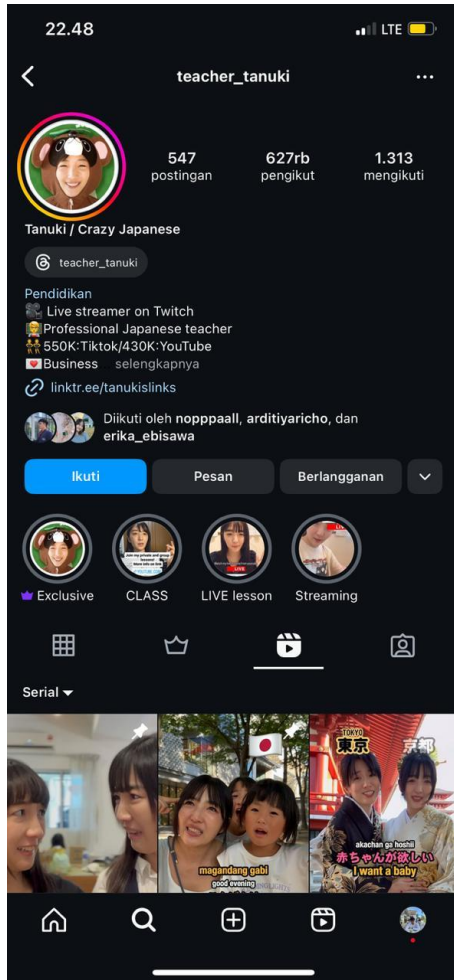 22.48
LTE
teacher_tanuki
547
postingan
627rb
pengikut
1.313
mengikuti
Tanuki / Crazy Japanese
teacher_tanuki
Pendidikan
Live streamer on Twitch
Professional Japanese teacher
550K:Tiktok/430K:YouTube
Business selengkapnya
linktr.ee/tanukislinks
Diikuti oleh nopppaall, arditiyaricho, dan
erika_ebisawa
Ikuti
Pesan
Berlangganan
Exclusive
CLASS
LIVE
LIVE lesson
Streaming
Serial
magandang gabi
good evening
TOKYO
東京
京都
akachan ga hoshii
赤ちゃんが欲しい
I want a baby